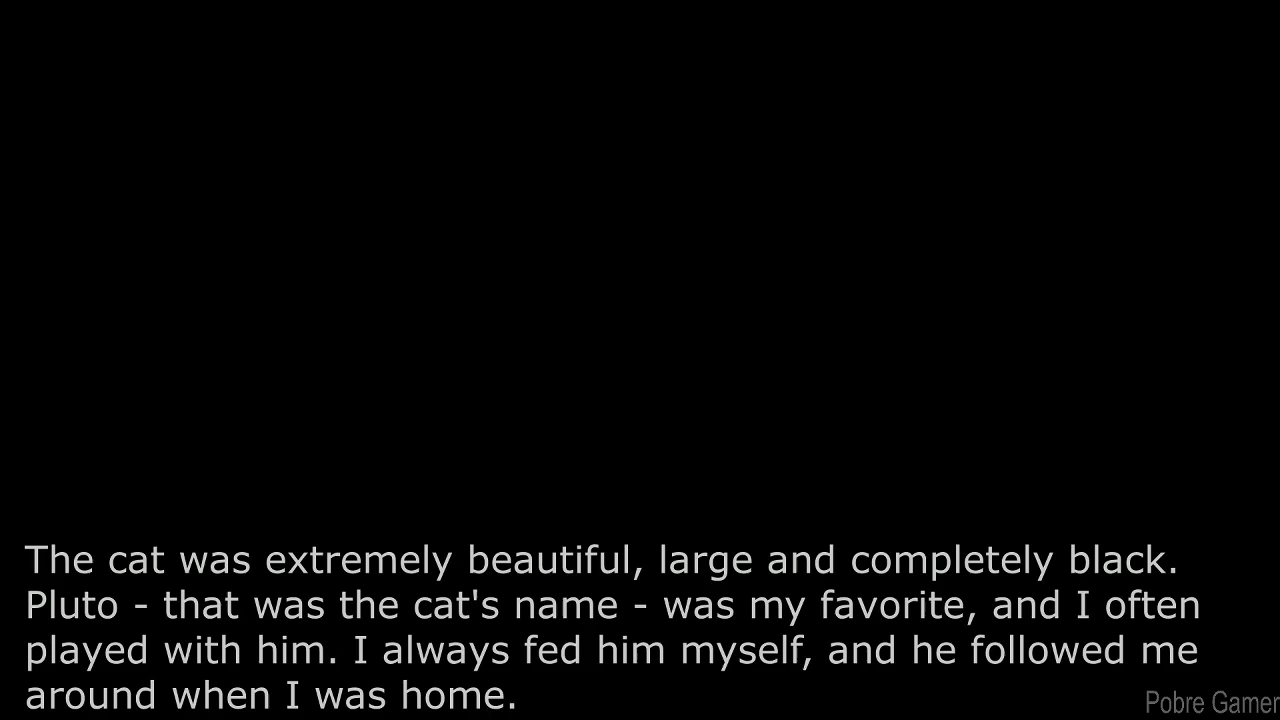 The cat was extremely beautiful, large and completely black.
Pluto - that was the cat's name - was my favorite, and I often
played with him. I always fed him myself, and he followed me
around when I was home.
Pobre Gamer